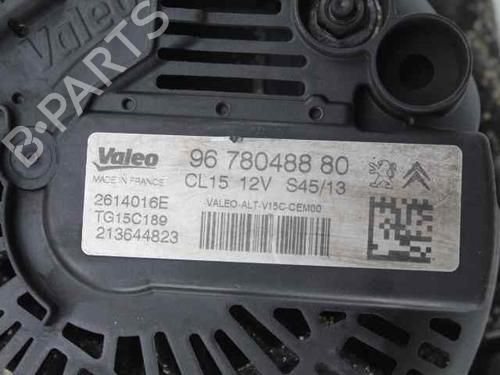 Valeo
B-PARTS
Valeo
MADE IN FRANCE
96 780488 80
CL15 12V S45/13
2614016E
TG15C189
213644823
VALEO-ALT-V15C-CEM00